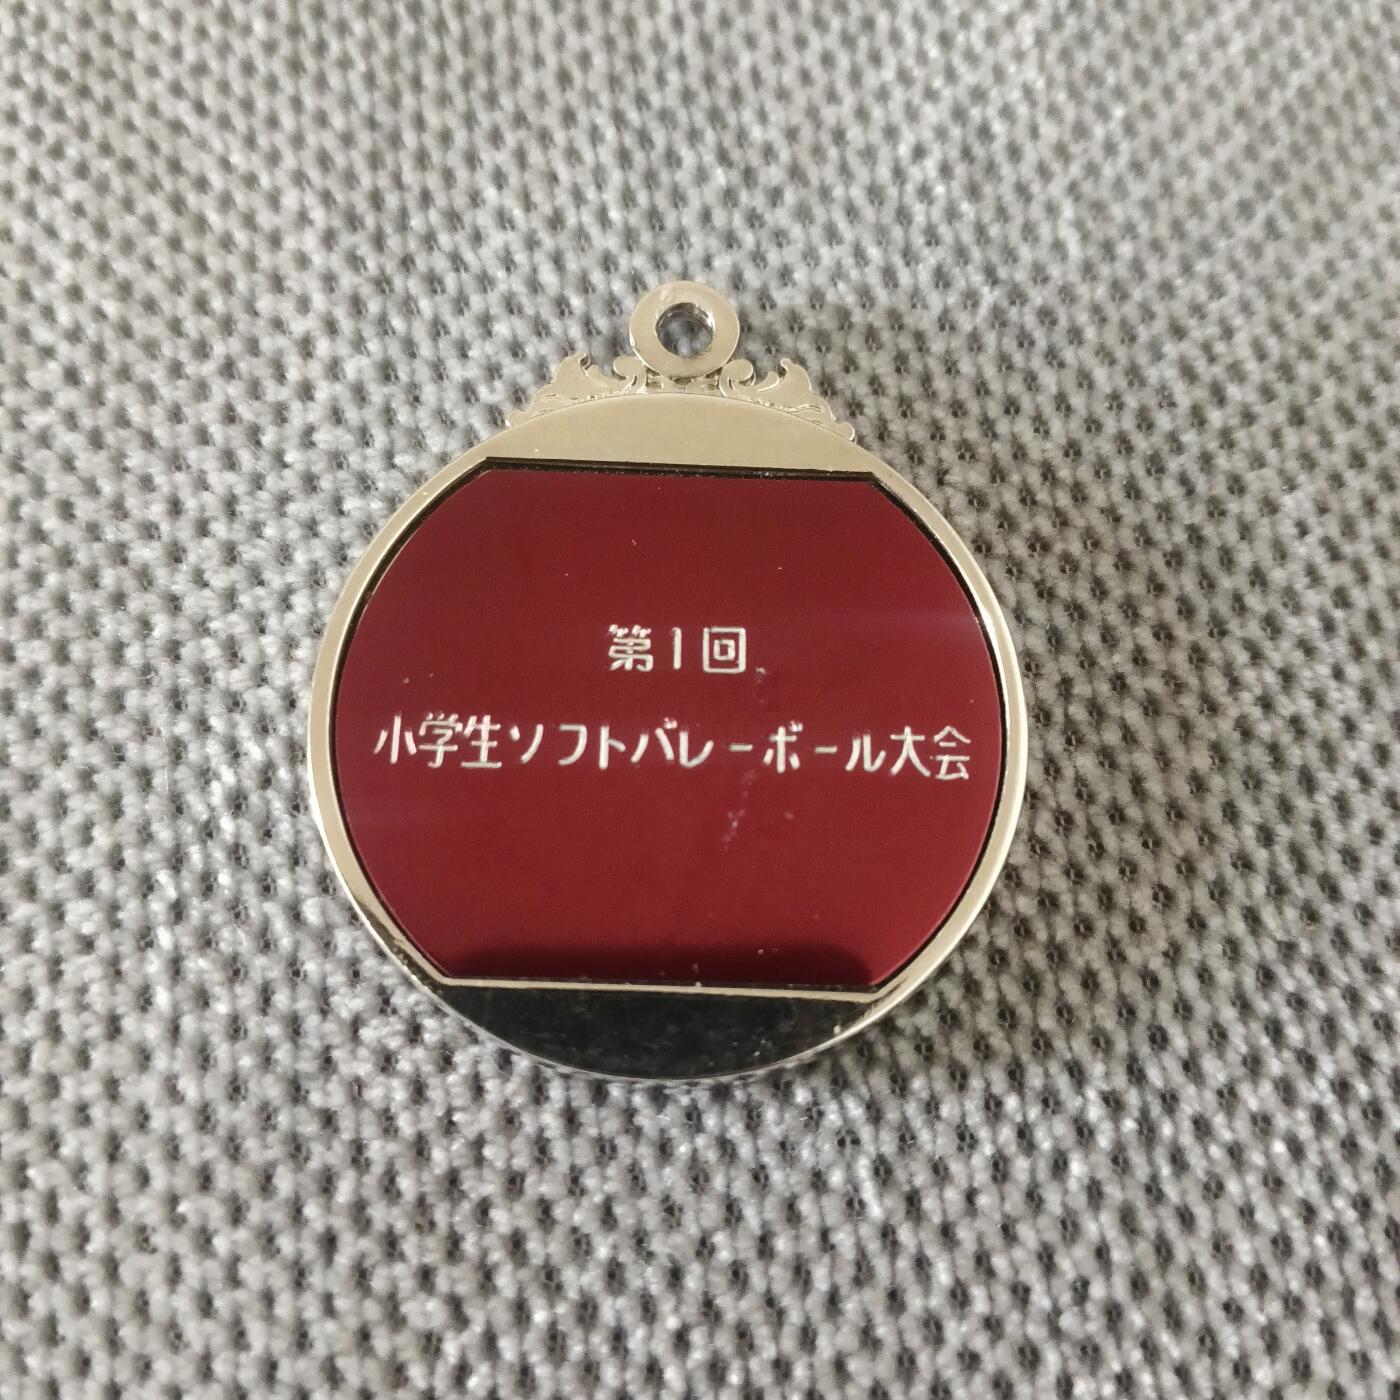 第1回
小学生ソフトバレーボール大会